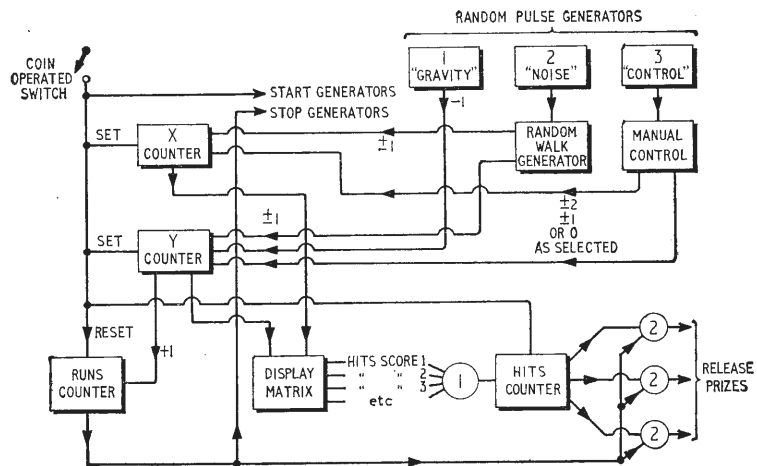 RANDOM PULSE GENERATORS
COIN
OPERATED
SWITCH
1
"GRAVITY"
2
"NOISE"
3
"CONTROL"
START GENERATORS
STOP GENERATORS
-1
SET
X
COUNTER
±1
RANDOM
WALK
GENERATOR
MANUAL
CONTROL
±2
±1
OR 0
AS SELECTED
±1
SET
Y
COUNTER
RESET
+1
RUNS
COUNTER
DISPLAY
MATRIX
HITS SCORE 1
" " 2
" " 3
etc
1
HITS
COUNTER
2
2
2
RELEASE
PRIZES